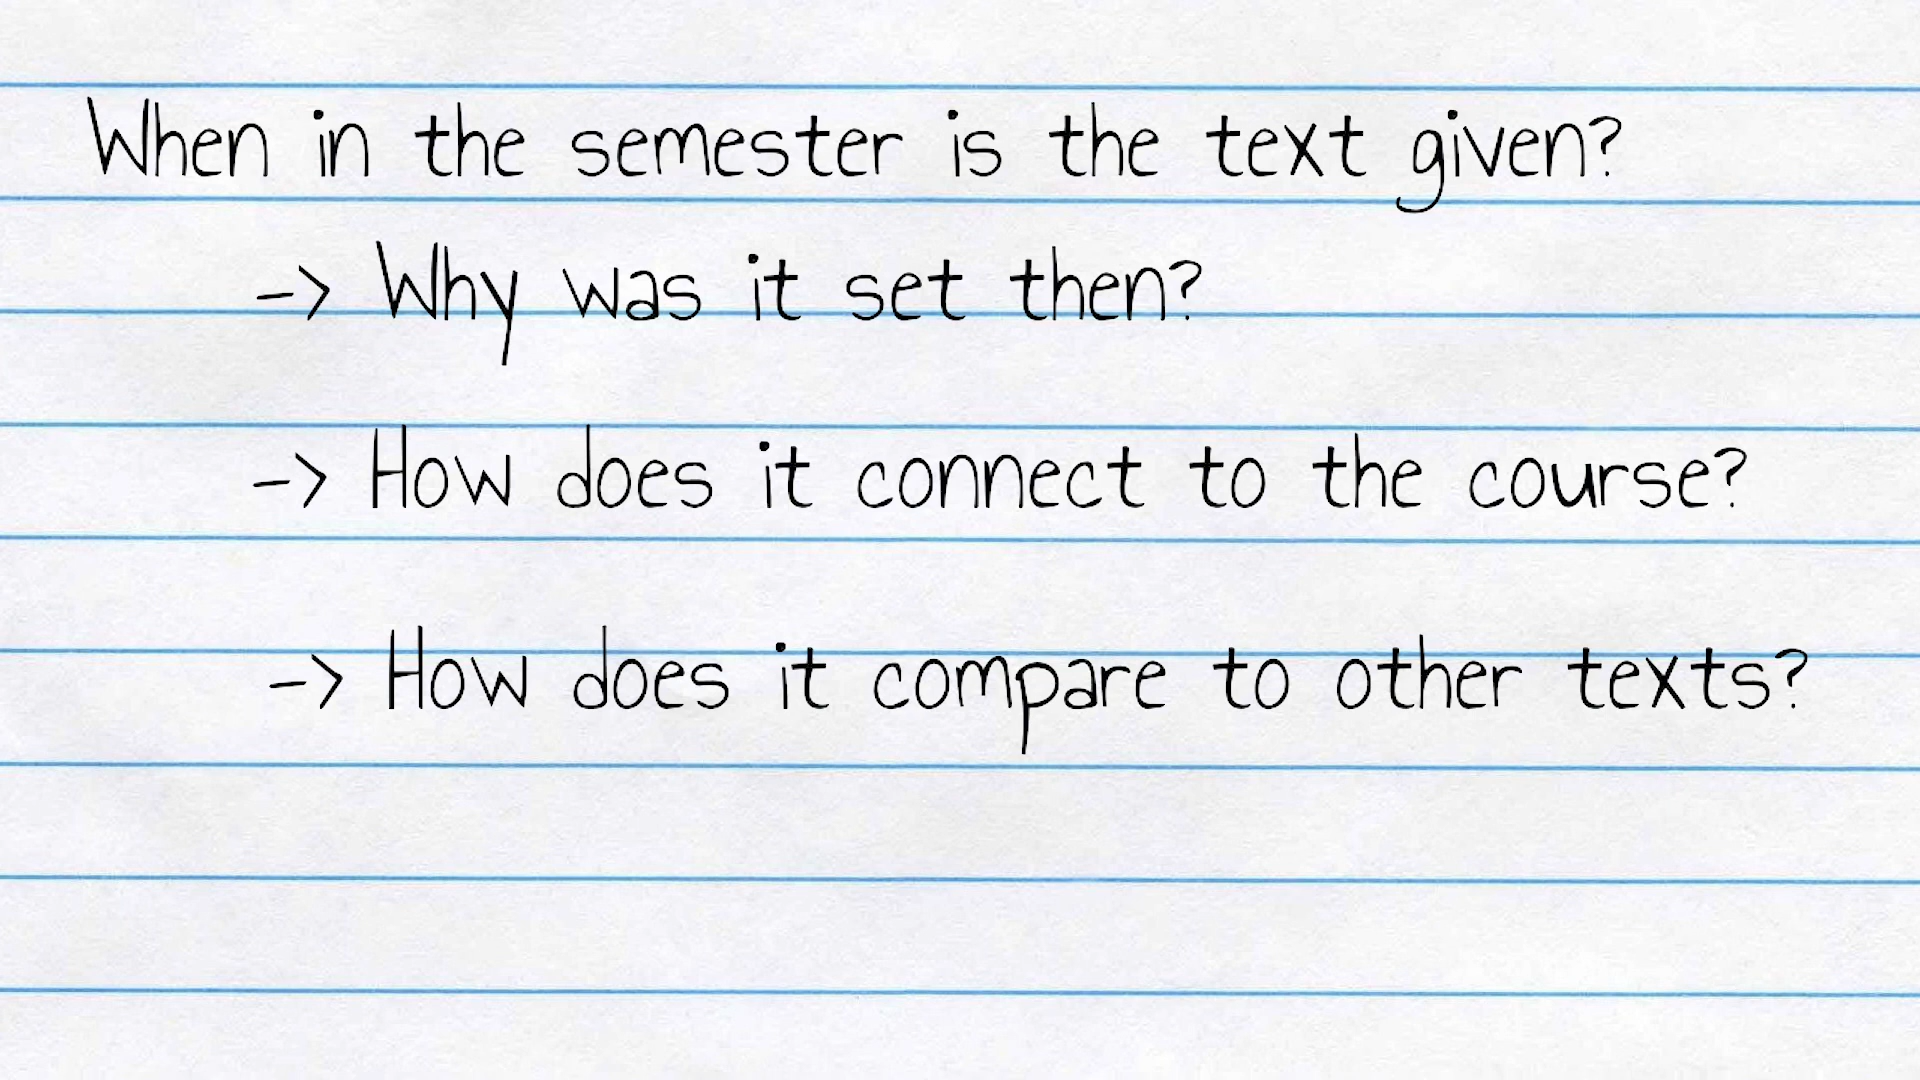 When in the semester is the text given?
-> Why was it set then?
-> How does it connect to the course?
-> How does it compare to other texts?